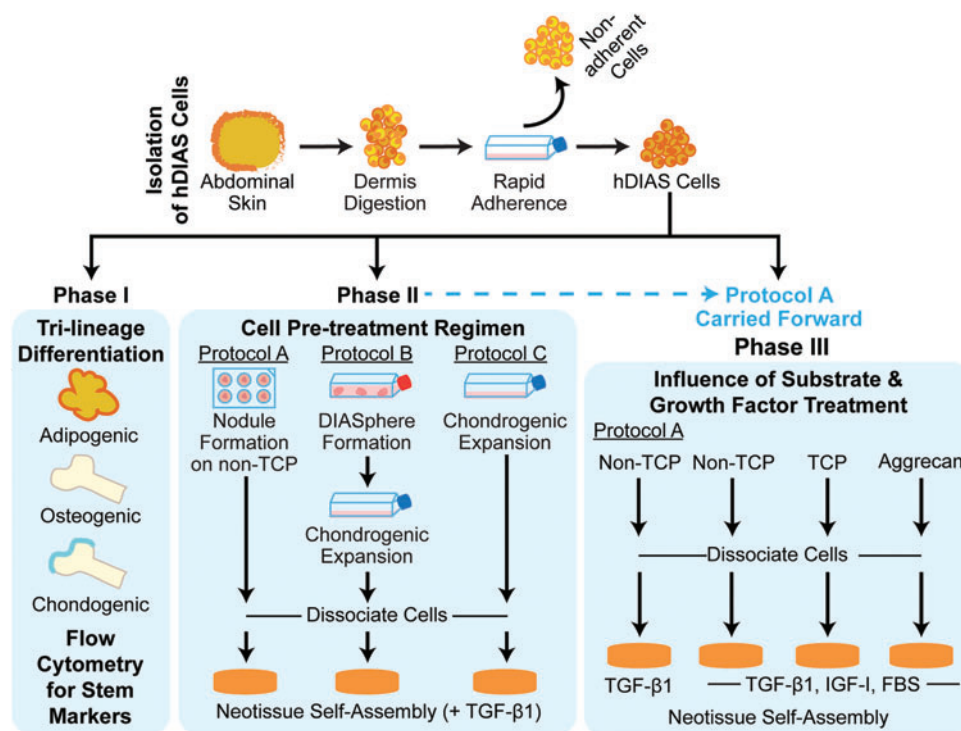 Non-
adherent
Cells
Isolation
of hDIAS Cells
Abdominal
Skin
Dermis
Digestion
Rapid
Adherence
hDIAS Cells
Phase I
Tri-lineage
Differentiation
Adipogenic
Osteogenic
Chondogenic
Flow
Cytometry
for Stem
Markers
Phase II
Cell Pre-treatment Regimen
Protocol A
Nodule
Formation
on non-TCP
Protocol B
DIASphere
Formation
Chondrogenic
Expansion
Protocol C
Chondrogenic
Expansion
Dissociate Cells
Neotissue Self-Assembly (+ TGF-β1)
Protocol A
Carried Forward
Phase III
Influence of Substrate &
Growth Factor Treatment
Protocol A
Non-TCP
Non-TCP
TCP
Aggrecan
Dissociate Cells
TGF-β1
TGF-β1, IGF-I, FBS
Neotissue Self-Assembly